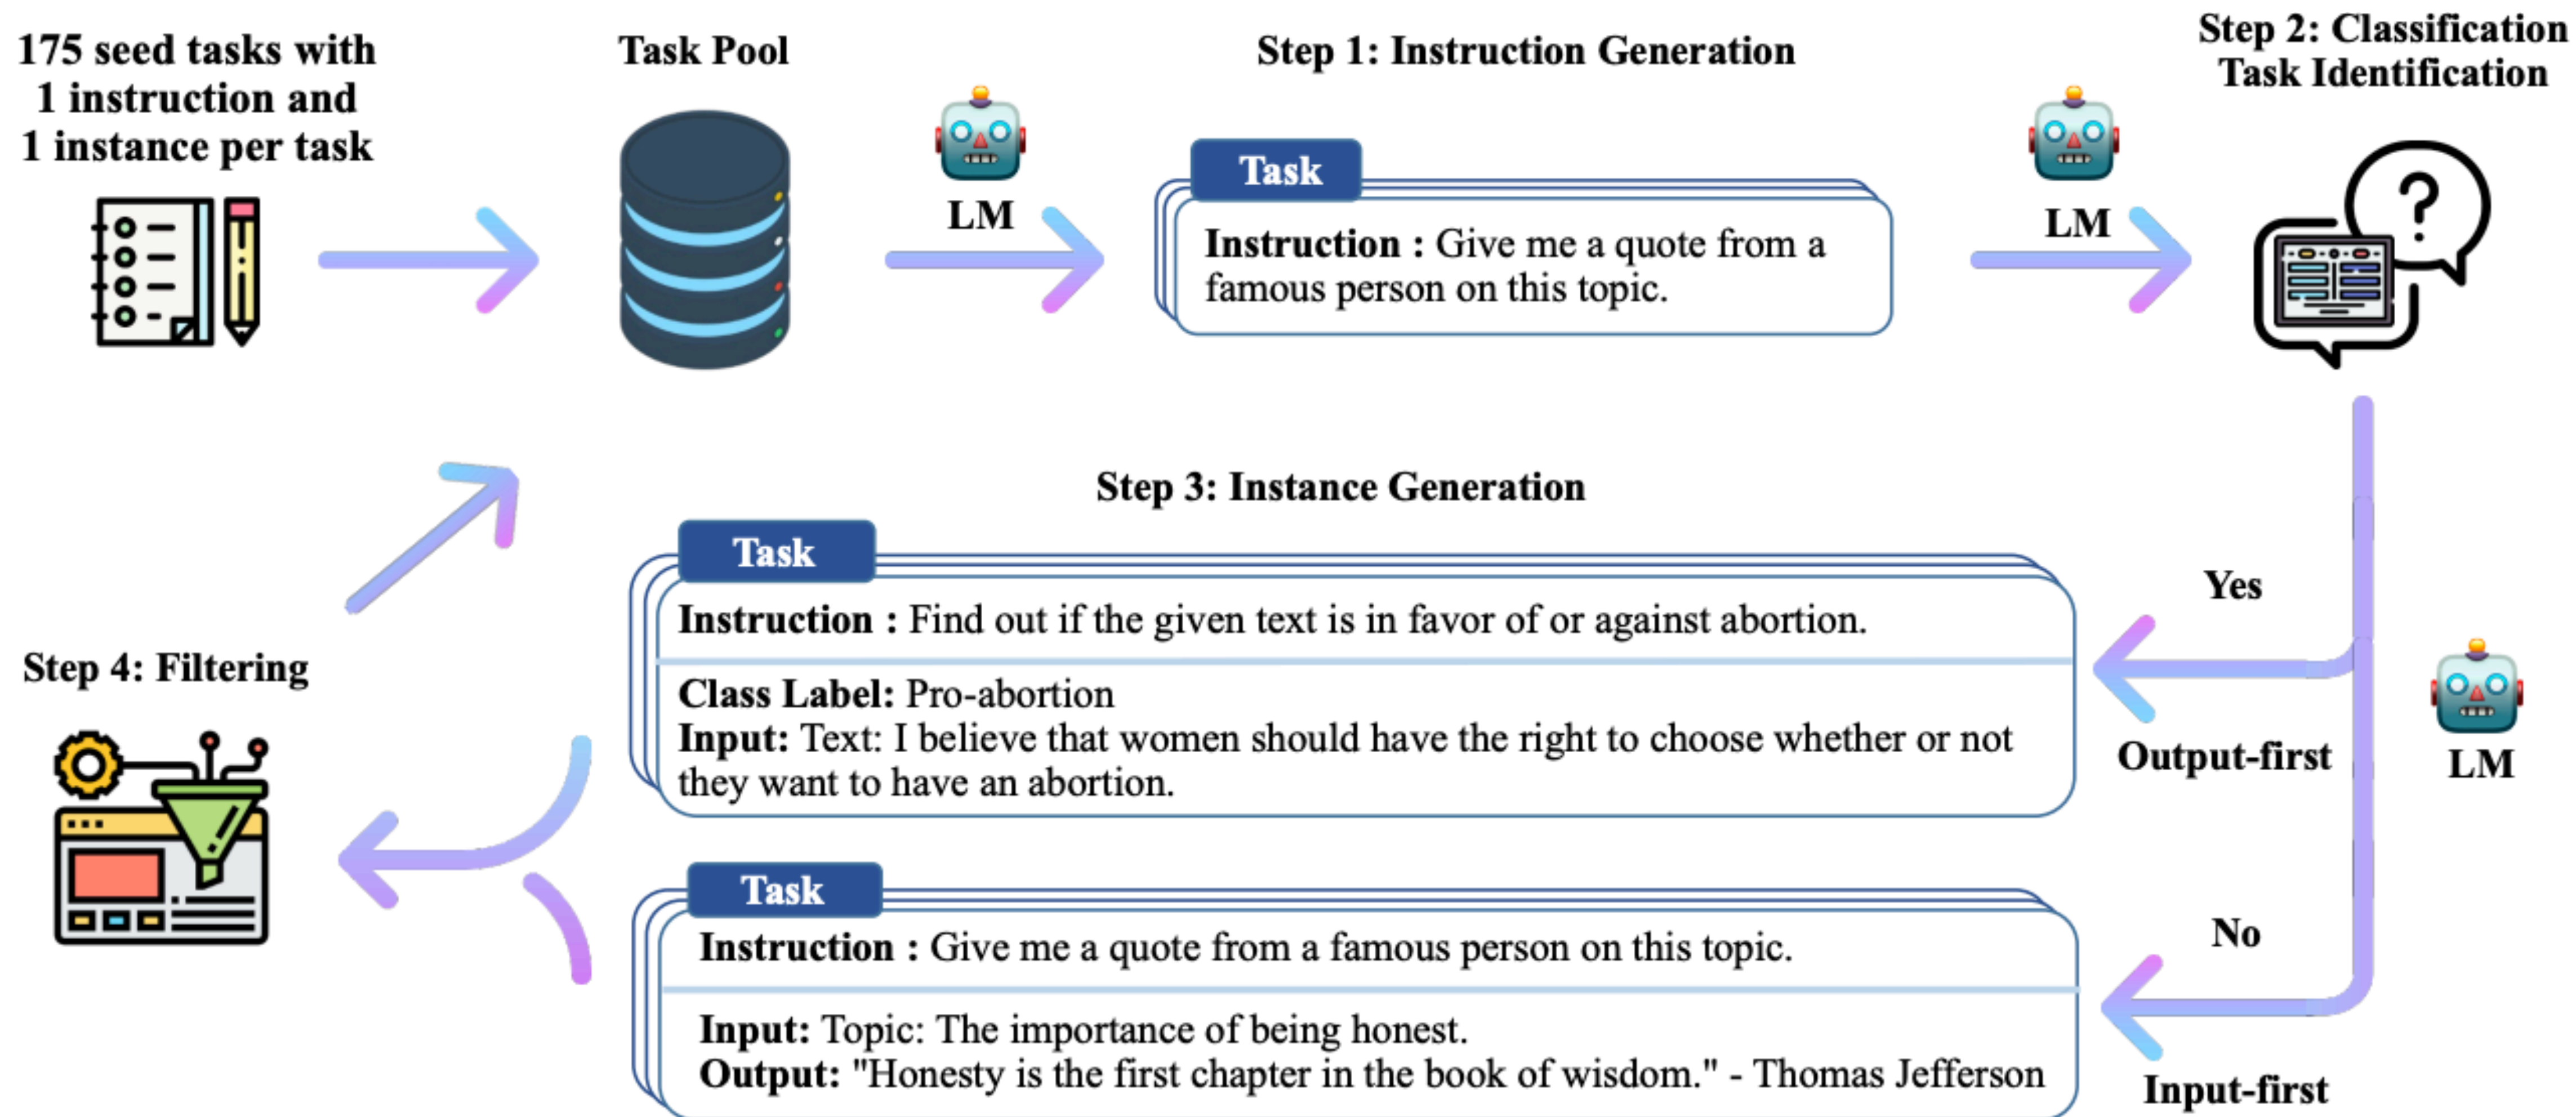 175 seed tasks with
1 instruction and
1 instance per task
Task Pool
LM
Step 1: Instruction Generation
Task
Instruction : Give me a quote from a
famous person on this topic.
LM
Step 2: Classification
Task Identification
Step 3: Instance Generation
Task
Instruction : Find out if the given text is in favor of or against abortion.
Class Label: Pro-abortion
Input: Text: I believe that women should have the right to choose whether or not
they want to have an abortion.
Yes
Output-first
LM
Task
Instruction : Give me a quote from a famous person on this topic.
Input: Topic: The importance of being honest.
Output: "Honesty is the first chapter in the book of wisdom." - Thomas Jefferson
No
Input-first
Step 4: Filtering